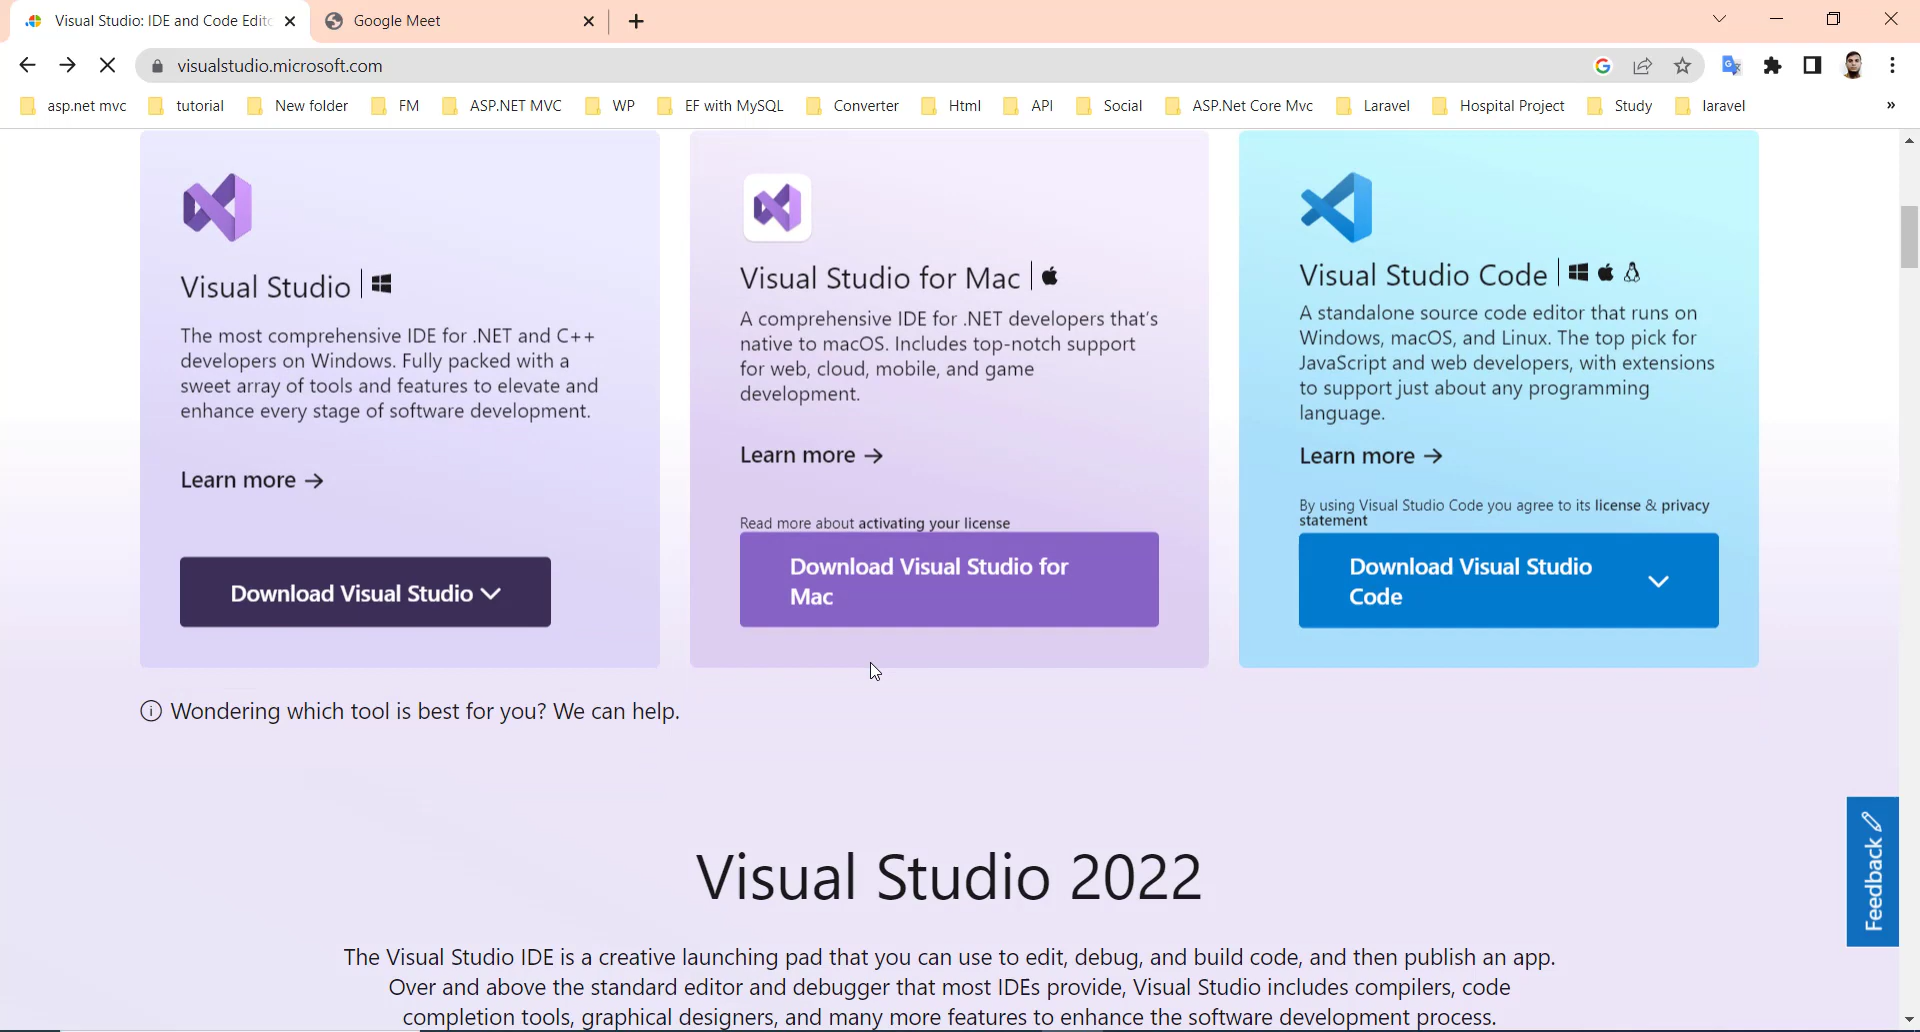 Visual Studio: IDE and Code Edito
Google Meet
visualstudio.microsoft.com
asp.net mvc
tutorial
New folder
FM
ASP.NET MVC
WP
EF with MySQL
Converter
Html
API
Social
ASP.Net Core Mvc
Laravel
Hospital Project
Study
laravel
Visual Studio
The most comprehensive IDE for .NET and C++
developers on Windows. Fully packed with a
sweet array of tools and features to elevate and
enhance every stage of software development.
Learn more
Download Visual Studio
Visual Studio for Mac
A comprehensive IDE for .NET developers that's
native to macOS. Includes top-notch support
for web, cloud, mobile, and game
development.
Learn more
Read more about activating your license
Download Visual Studio for
Mac
Visual Studio Code
A standalone source code editor that runs on
Windows, macOS, and Linux. The top pick for
JavaScript and web developers, with extensions
to support just about any programming
language.
Learn more
By using Visual Studio Code you agree to its license & privacy
statement
Download Visual Studio
Code
Wondering which tool is best for you? We can help.
Feedback
Visual Studio 2022
The Visual Studio IDE is a creative launching pad that you can use to edit, debug, and build code, and then publish an app.
Over and above the standard editor and debugger that most IDEs provide, Visual Studio includes compilers, code
completion tools, graphical designers, and many more features to enhance the software development process.